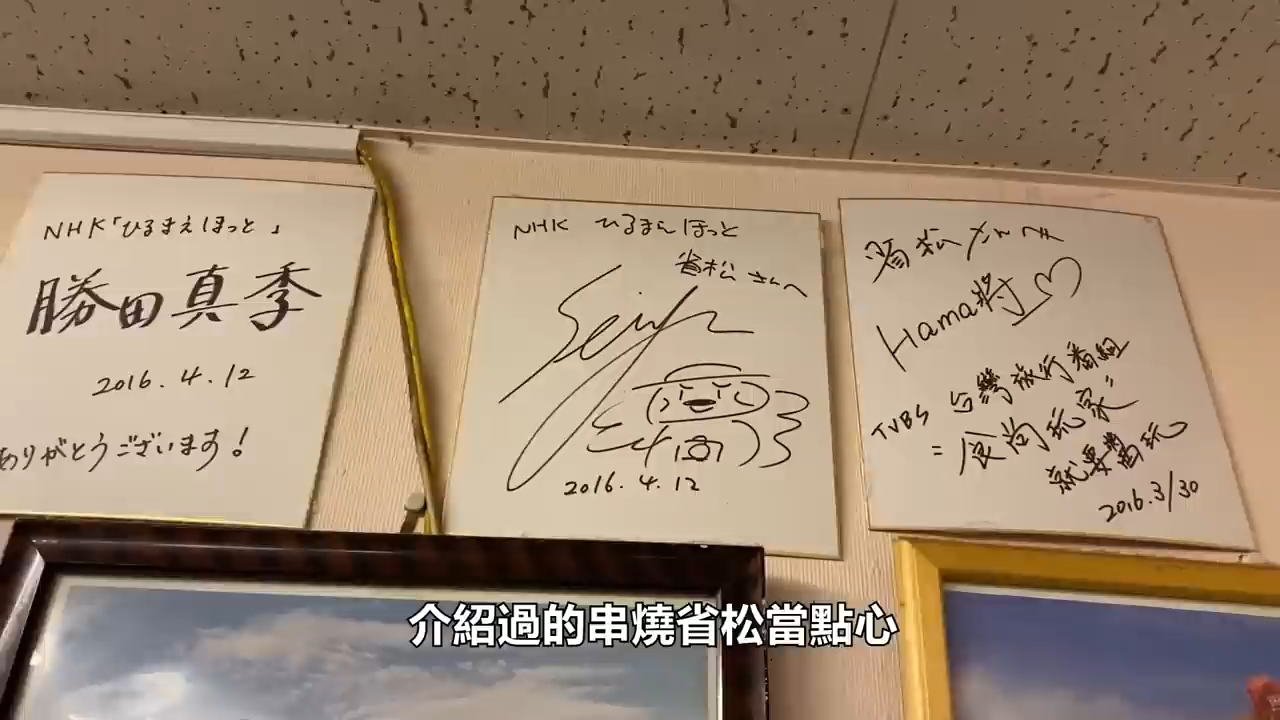 NHK「ひるまえほっと」
勝田真季
2016.4.12
ありがとうございます!
NHK ひるまえほっと
省松さんへ
2016.4.12
省松さんへ
Hama將♡
TVBS 台灣旅行番組
=食尚玩家"
就要醬玩
2016.3/30
介紹過的串燒省松當點心